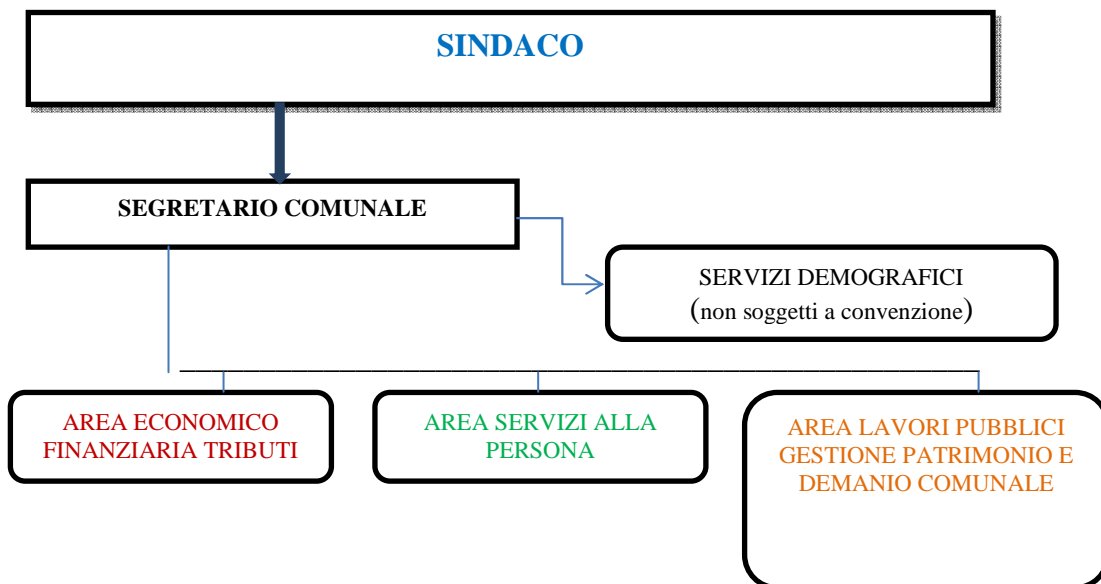 SINDACO
SEGRETARIO COMUNALE
SERVIZI DEMOGRAFICI
(non soggetti a convenzione)
AREA ECONOMICO
FINANZIARIA TRIBUTI
AREA SERVIZI ALLA
PERSONA
AREA LAVORI PUBBLICI
GESTIONE PATRIMONIO E
DEMANIO COMUNALE